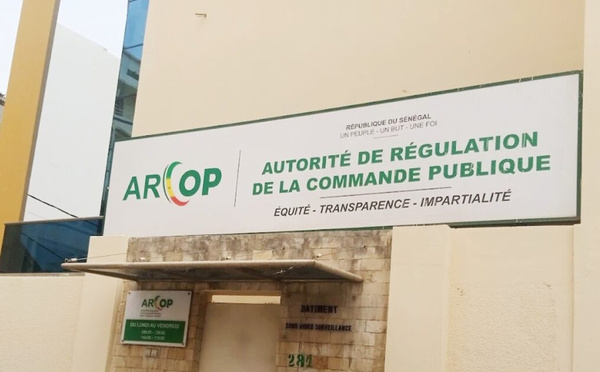 RÉPUBLIQUE DU SÉNÉGAL
UN PEUPLE - UN BUT - UNE FOI
ARCOP
AUTORITÉ DE RÉGULATION
DE LA COMMANDE PUBLIQUE
ÉQUITÉ - TRANSPARENCE - IMPARTIALITÉ
ARCOP
DU LUNDI AU VENDREDI
BATIMENT
SOUS VIDEO SURVEILLANCE